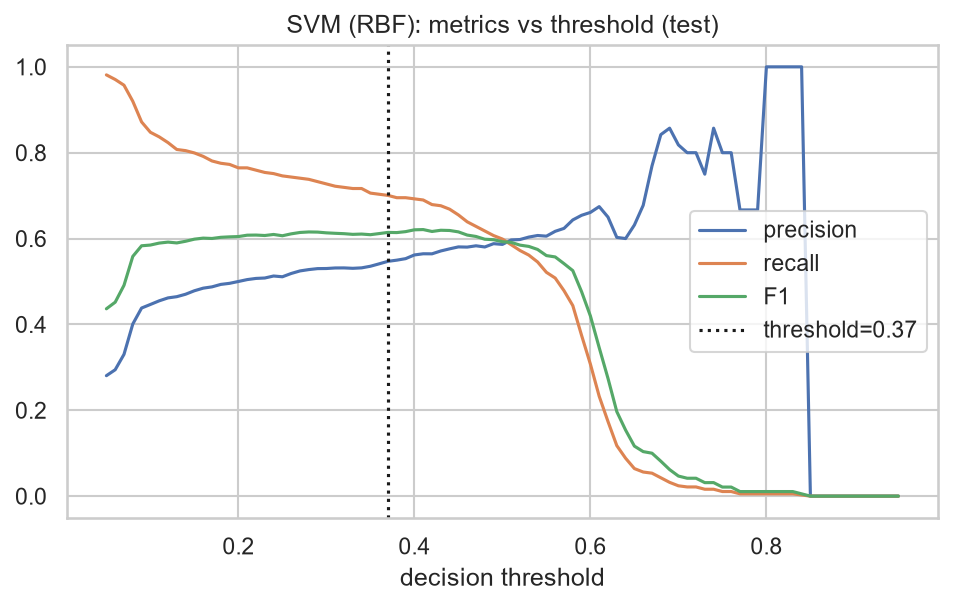 SVM (RBF): metrics vs threshold (test)
1.0
0.8
0.6
0.4
0.2
0.0
precision
recall
F1
threshold=0.37
0.2 0.4 0.6 0.8
decision threshold